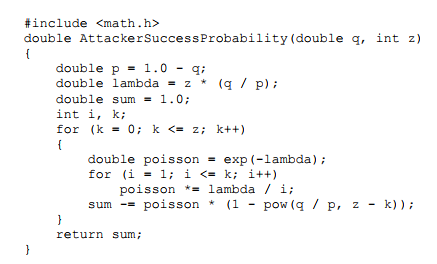 #include <math.h>
double AttackerSuccessProbability(double q, int z)
{
    double p = 1.0 - q;
    double lambda = z * (q / p);
    double sum = 1.0;
    int i, k;
    for (k = 0; k <= z; k++)
    {
        double poisson = exp(-lambda);
        for (i = 1; i <= k; i++)
            poisson *= lambda / i;
        sum -= poisson * (1 - pow(q / p, z - k));
    }
    return sum;
}